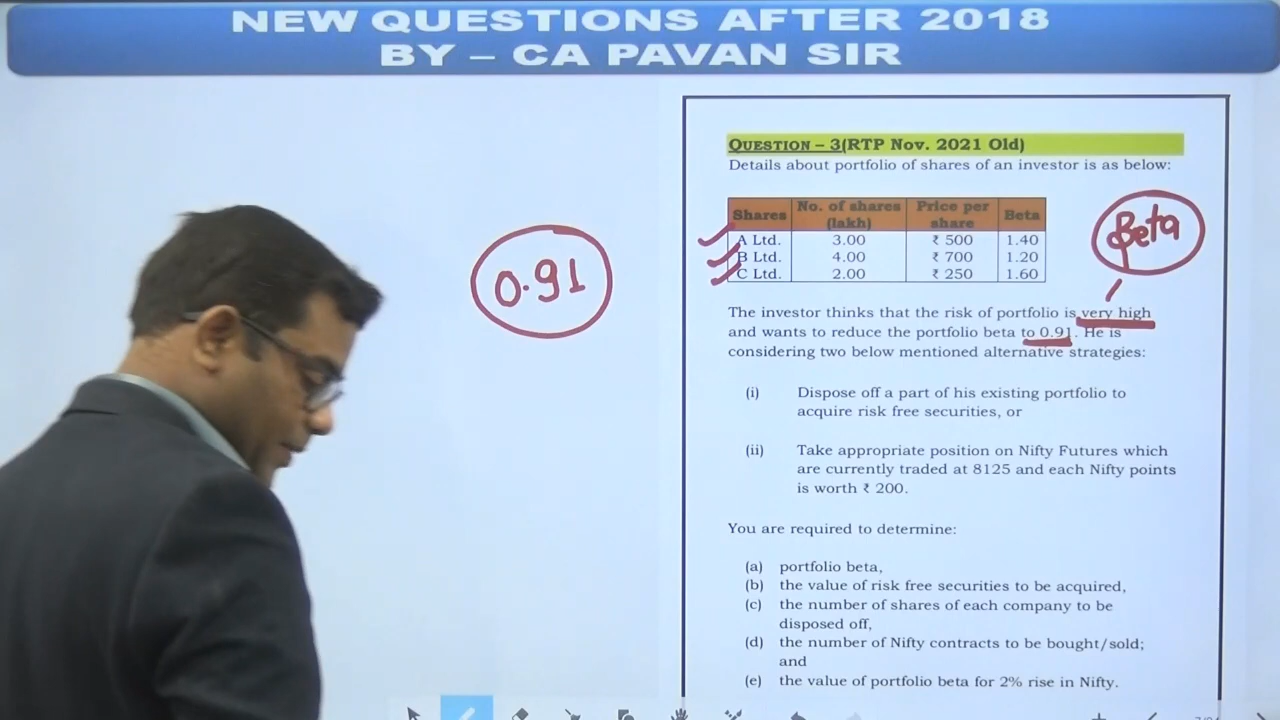 NEW QUESTIONS AFTER 2018
BY – CA PAVAN SIR
QUESTION – 3(RTP Nov. 2021 Old)
Details about portfolio of shares of an investor is as below:
Shares No. of shares (lakh) Price per share Beta
A Ltd. 3.00 ₹ 500 1.40
B Ltd. 4.00 ₹ 700 1.20
C Ltd. 2.00 ₹ 250 1.60
Beta
0.91
The investor thinks that the risk of portfolio is very high
and wants to reduce the portfolio beta to 0.91. He is
considering two below mentioned alternative strategies:
(i) Dispose off a part of his existing portfolio to
acquire risk free securities, or
(ii) Take appropriate position on Nifty Futures which
are currently traded at 8125 and each Nifty points
is worth ₹ 200.
You are required to determine:
(a) portfolio beta,
(b) the value of risk free securities to be acquired,
(c) the number of shares of each company to be
disposed off,
(d) the number of Nifty contracts to be bought/sold;
and
(e) the value of portfolio beta for 2% rise in Nifty.